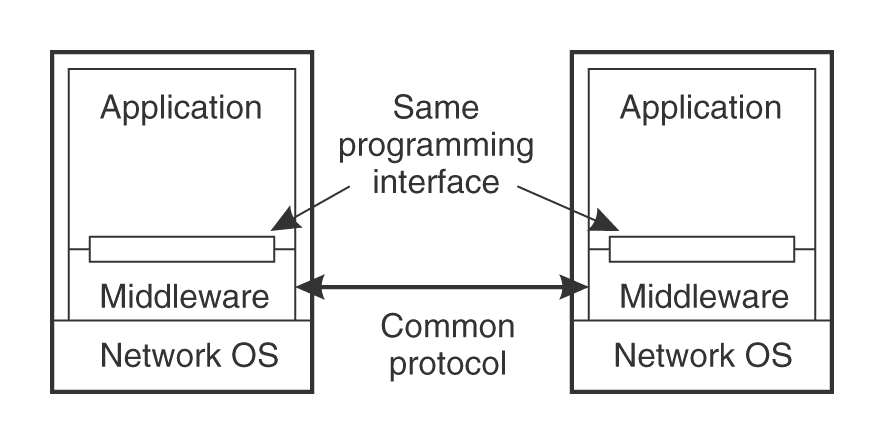 Application
Middleware
Network OS
Same
programming
interface
Common
protocol
Application
Middleware
Network OS